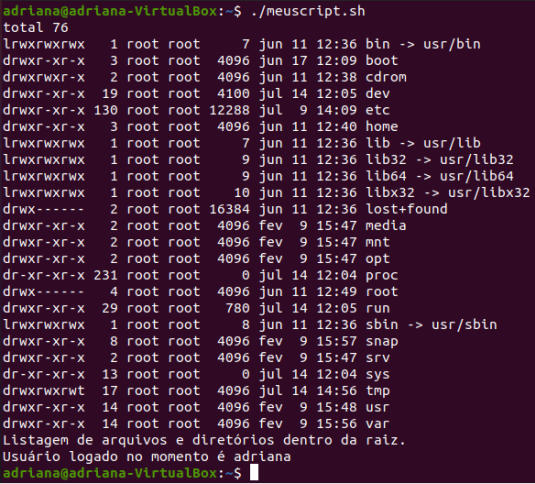 adriana@adriana-VirtualBox:~$ ./meuscript.sh
total 76
lrwxrwxrwx   1 root root     7 jun 11 12:36 bin -> usr/bin
drwxr-xr-x   3 root root  4096 jun 17 12:09 boot
drwxrwxr-x   2 root root  4096 jun 11 12:38 cdrom
drwxr-xr-x  19 root root  4100 jul 14 12:05 dev
drwxr-xr-x 130 root root 12288 jul  9 14:09 etc
drwxr-xr-x   3 root root  4096 jun 11 12:40 home
lrwxrwxrwx   1 root root     7 jun 11 12:36 lib -> usr/lib
lrwxrwxrwx   1 root root     9 jun 11 12:36 lib32 -> usr/lib32
lrwxrwxrwx   1 root root     9 jun 11 12:36 lib64 -> usr/lib64
lrwxrwxrwx   1 root root    10 jun 11 12:36 libx32 -> usr/libx32
drwx------   2 root root 16384 jun 11 12:36 lost+found
drwxr-xr-x   2 root root  4096 fev  9 15:47 media
drwxr-xr-x   2 root root  4096 fev  9 15:47 mnt
drwxr-xr-x   2 root root  4096 fev  9 15:47 opt
dr-xr-xr-x 231 root root     0 jul 14 12:04 proc
drwx------   4 root root  4096 jun 11 12:49 root
drwxr-xr-x  29 root root   780 jul 14 12:05 run
lrwxrwxrwx   1 root root     8 jun 11 12:36 sbin -> usr/sbin
drwxr-xr-x   8 root root  4096 fev  9 15:57 snap
drwxr-xr-x   2 root root  4096 fev  9 15:47 srv
dr-xr-xr-x  13 root root     0 jul 14 12:04 sys
drwxrwxrwt  17 root root  4096 jul 14 14:56 tmp
drwxr-xr-x  14 root root  4096 fev  9 15:48 usr
drwxr-xr-x  14 root root  4096 fev  9 15:56 var
Listagem de arquivos e diretórios dentro da raiz.
Usuário logado no momento é adriana
adriana@adriana-VirtualBox:~$